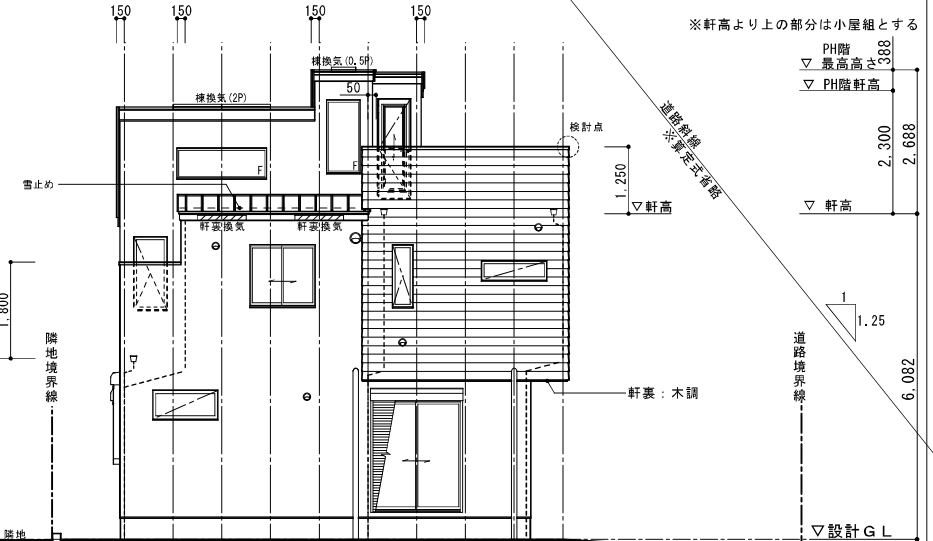 150
150
150
150
※軒高より上の部分は小屋組とする
PH階
▽ 最高高さ
388
▽ PH階軒高
棟換気(0.5P)
50
棟換気(2P)
検討点
道路斜線
※算定式省略
2,300
2,688
F
F
1,250
雪止め
▽軒高
▽ 軒高
軒裏換気
軒裏換気
1,800
1
1.25
隣地境界線
道路境界線
6,082
軒裏：木調
隣地
▽設計GL